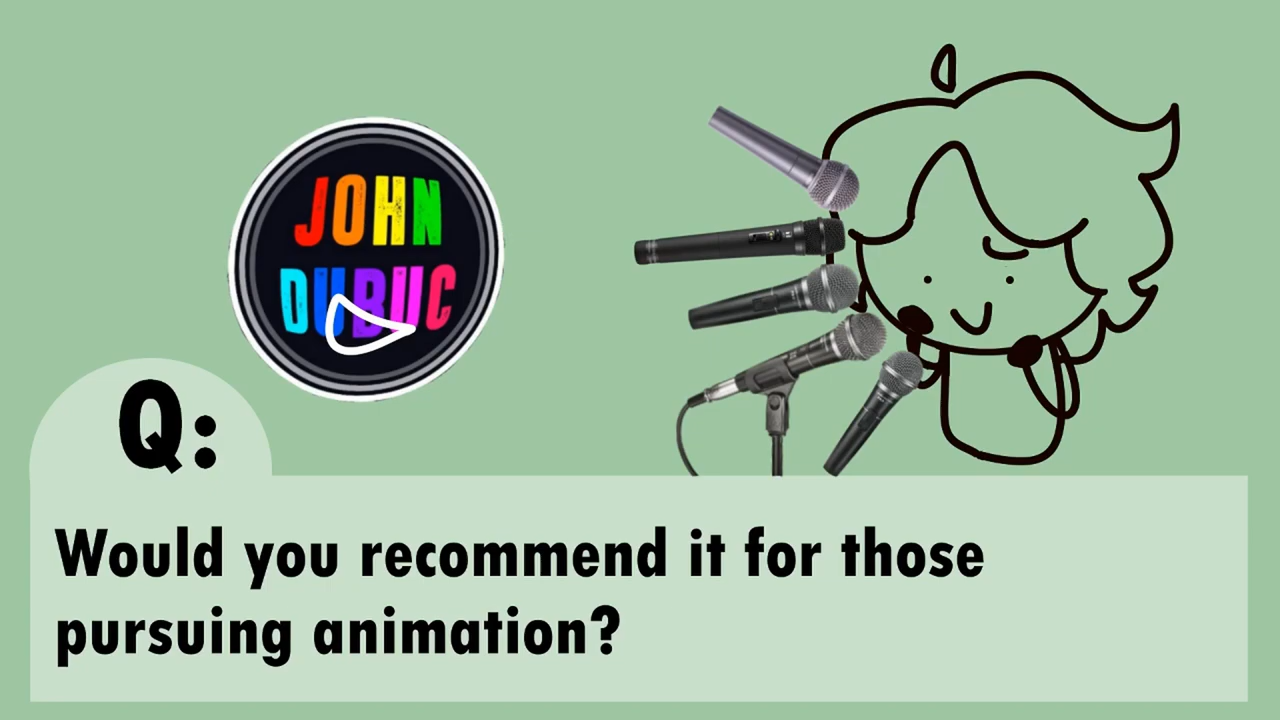 JOHN
DUBUC
Q:
Would you recommend it for those
pursuing animation?